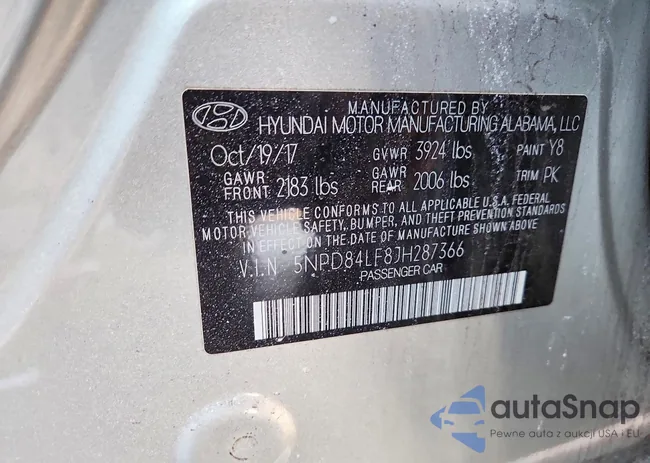 MANUFACTURED BY
HYUNDAI MOTOR MANUFACTURING ALABAMA, LLC
Oct/19/17 GVWR 3924 lbs PAINT Y8
GAWR FRONT 2183 lbs GAWR REAR 2006 lbs TRIM PK
THIS VEHICLE CONFORMS TO ALL APPLICABLE U.S.A. FEDERAL
MOTOR VEHICLE SAFETY, BUMPER, AND THEFT PREVENTION STANDARDS
IN EFFECT ON THE DATE OF MANUFACTURE SHOWN ABOVE.
V.I.N 5NPD84LF8JH287366
PASSENGER CAR
autaSnap
Pewne auta z aukcji USA i EU